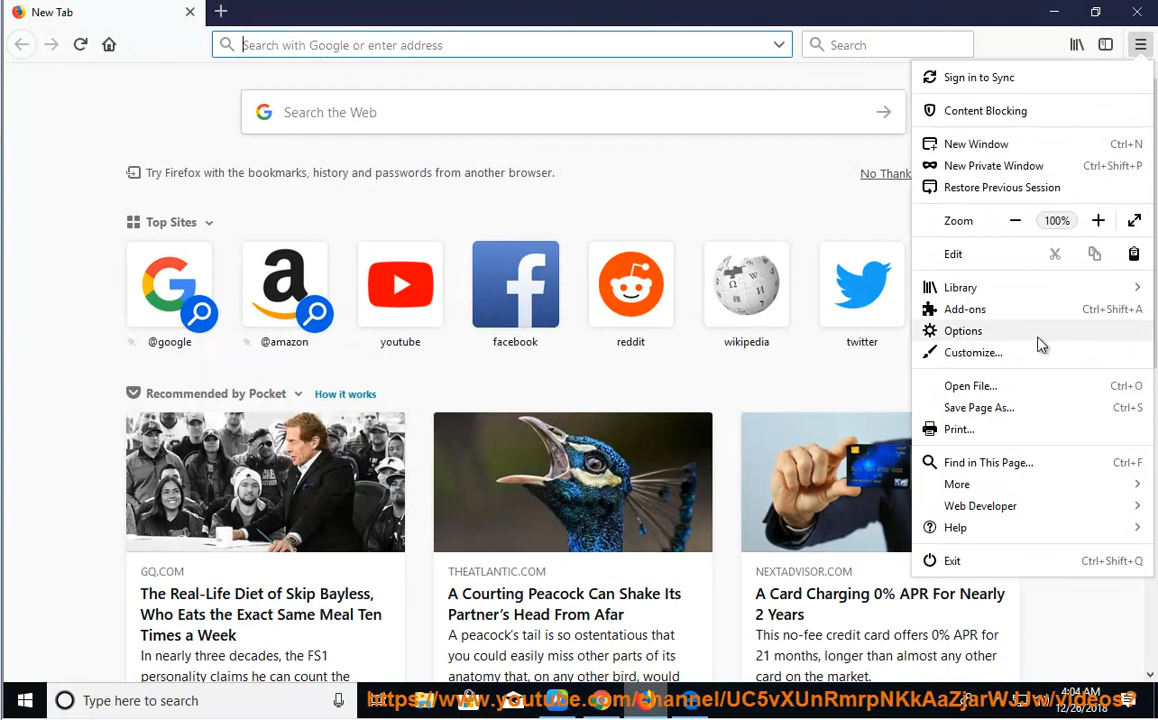 New Tab
Search with Google or enter address
Search
Sign in to Sync
Content Blocking
New Window Ctrl+N
New Private Window Ctrl+Shift+P
Restore Previous Session
Zoom 100%
Edit
Library
Add-ons Ctrl+Shift+A
Options
Customize...
Open File... Ctrl+O
Save Page As... Ctrl+S
Print...
Find in This Page... Ctrl+F
More
Web Developer
Help
Exit Ctrl+Shift+Q
Search the Web
Try Firefox with the bookmarks, history and passwords from another browser.
No Thank
Top Sites
@google
@amazon
youtube
facebook
reddit
wikipedia
twitter
Recommended by Pocket How it works
GQ.COM
The Real-Life Diet of Skip Bayless,
Who Eats the Exact Same Meal Ten
Times a Week
In nearly three decades, the FS1
personality claims he can count the
THEATLANTIC.COM
A Courting Peacock Can Shake Its
Partner's Head From Afar
A peacock's tail is so ostentatious that
you could easily miss other parts of its
anatomy that, on any other bird, would
NEXTADVISOR.COM
A Card Charging 0% APR For Nearly
2 Years
This no-fee credit card offers 0% APR for
21 months, longer than almost any other
card on the market.
Type here to search
4:04 AM
12/26/2018